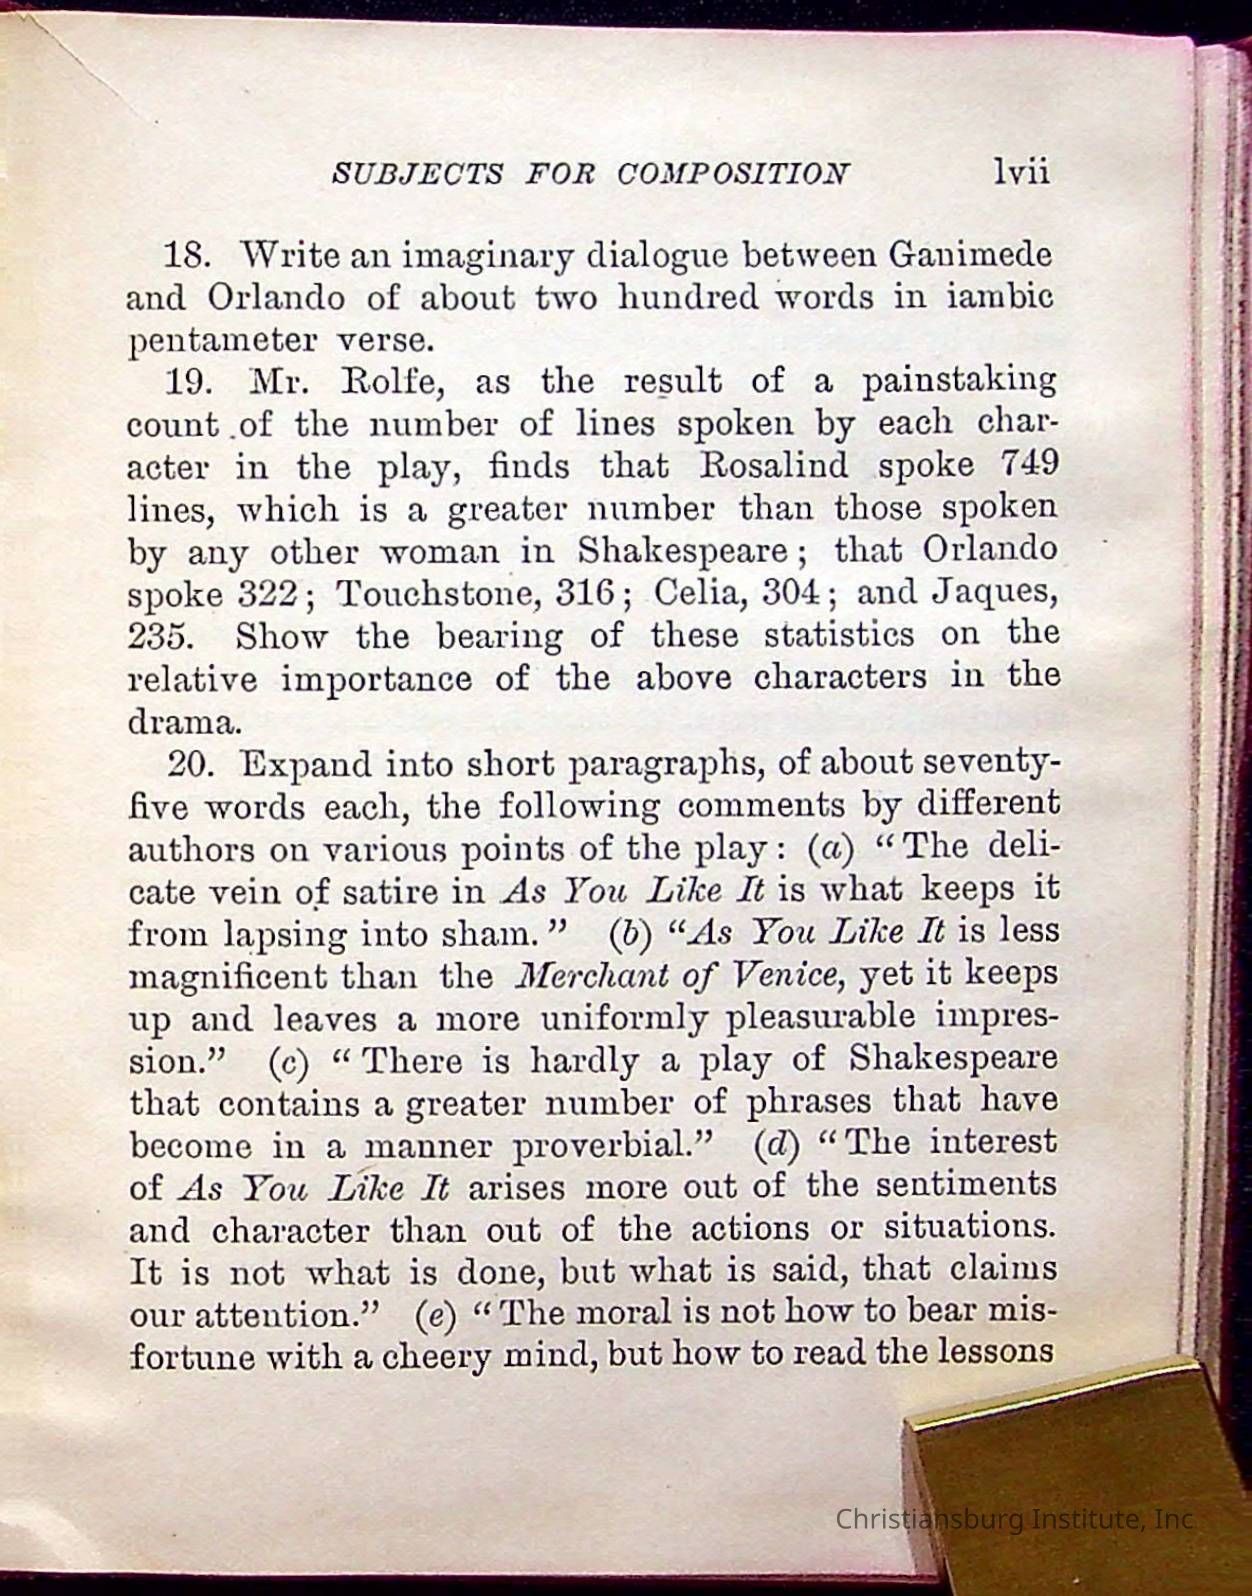 SUBJECTS FOR COMPOSITION lvii
18. Write an imaginary dialogue between Ganimede
and Orlando of about two hundred words in iambic
pentameter verse.
19. Mr. Rolfe, as the result of a painstaking
count of the number of lines spoken by each char-
acter in the play, finds that Rosalind spoke 749
lines, which is a greater number than those spoken
by any other woman in Shakespeare; that Orlando
spoke 322; Touchstone, 316; Celia, 304; and Jaques,
235. Show the bearing of these statistics on the
relative importance of the above characters in the
drama.
20. Expand into short paragraphs, of about seventy-
five words each, the following comments by different
authors on various points of the play: (a) “The deli-
cate vein of satire in As You Like It is what keeps it
from lapsing into sham.” (b) “As You Like It is less
magnificent than the Merchant of Venice, yet it keeps
up and leaves a more uniformly pleasurable impres-
sion.” (c) “There is hardly a play of Shakespeare
that contains a greater number of phrases that have
become in a manner proverbial.” (d) “The interest
of As You Like It arises more out of the sentiments
and character than out of the actions or situations.
It is not what is done, but what is said, that claims
our attention.” (e) “The moral is not how to bear mis-
fortune with a cheery mind, but how to read the lessons
Christiansburg Institute, Inc